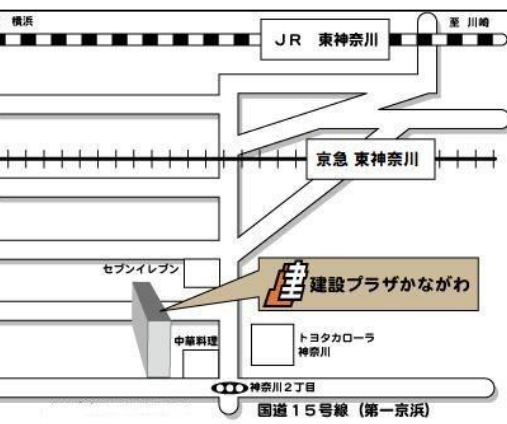 横浜
至 川崎
JR 東神奈川
京急 東神奈川
セブンイレブン
建 建設プラザかながわ
中華料理
トヨタカローラ
神奈川
神奈川2丁目
国道15号線（第一京浜）